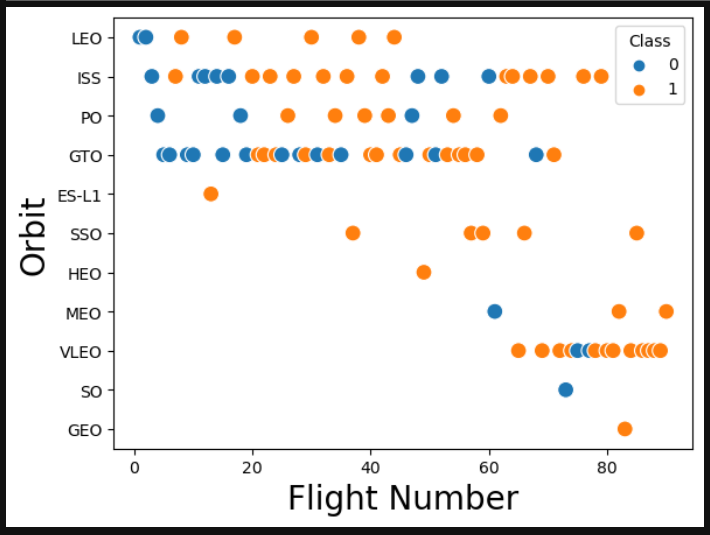 LEO
ISS
PO
GTO
ES-L1
SSO
HEO
MEO
VLEO
SO
GEO
Orbit
Class
0
1
0 20 40 60 80
Flight Number